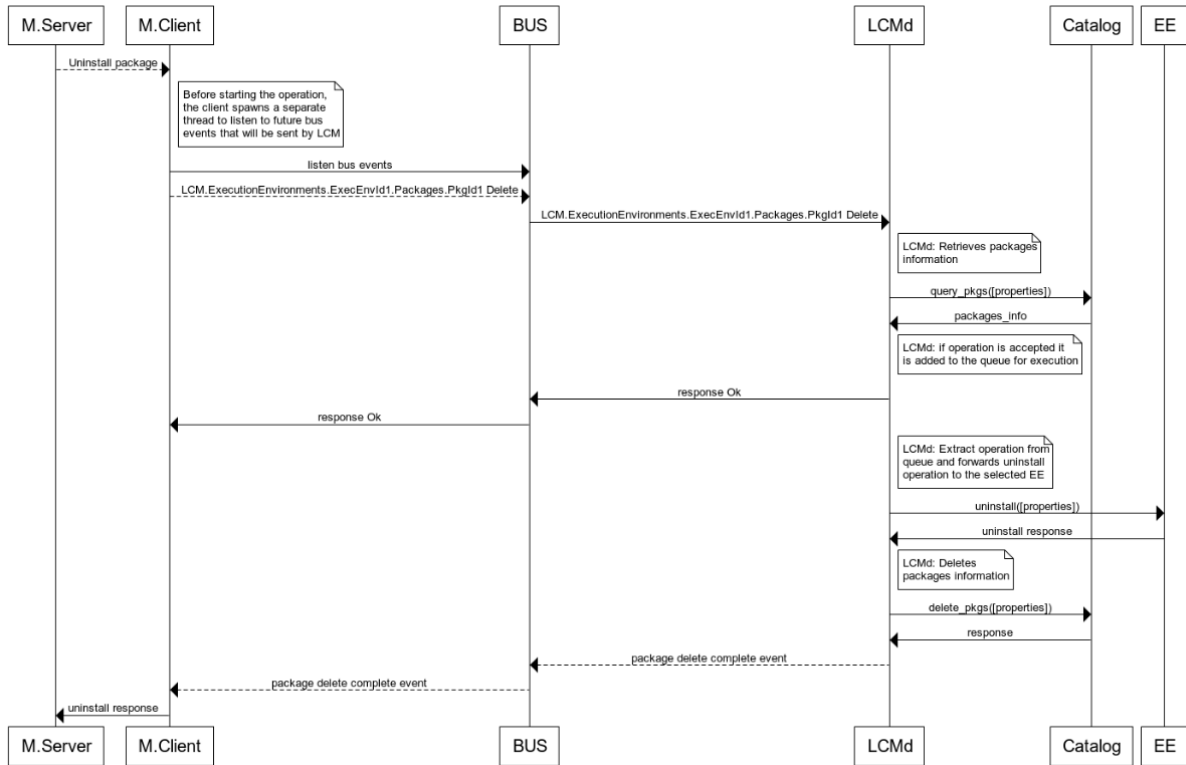 M.Server M.Client BUS LCMd Catalog EE
Uninstall package
Before starting the operation,
the client spawns a separate
thread to listen to future bus
events that will be sent by LCM
listen bus events
LCM.ExecutionEnvironments.ExecEnvId1.Packages.PkgId1 Delete
LCM.ExecutionEnvironments.ExecEnvId1.Packages.PkgId1 Delete
LCMd: Retrieves packages
information
query_pkgs([properties])
packages_info
LCMd: if operation is accepted it
is added to the queue for execution
response Ok
response Ok
LCMd: Extract operation from
queue and forwards uninstall
operation to the selected EE
uninstall([properties])
uninstall response
LCMd: Deletes
packages information
delete_pkgs([properties])
response
package delete complete event
package delete complete event
uninstall response
M.Server M.Client BUS LCMd Catalog EE